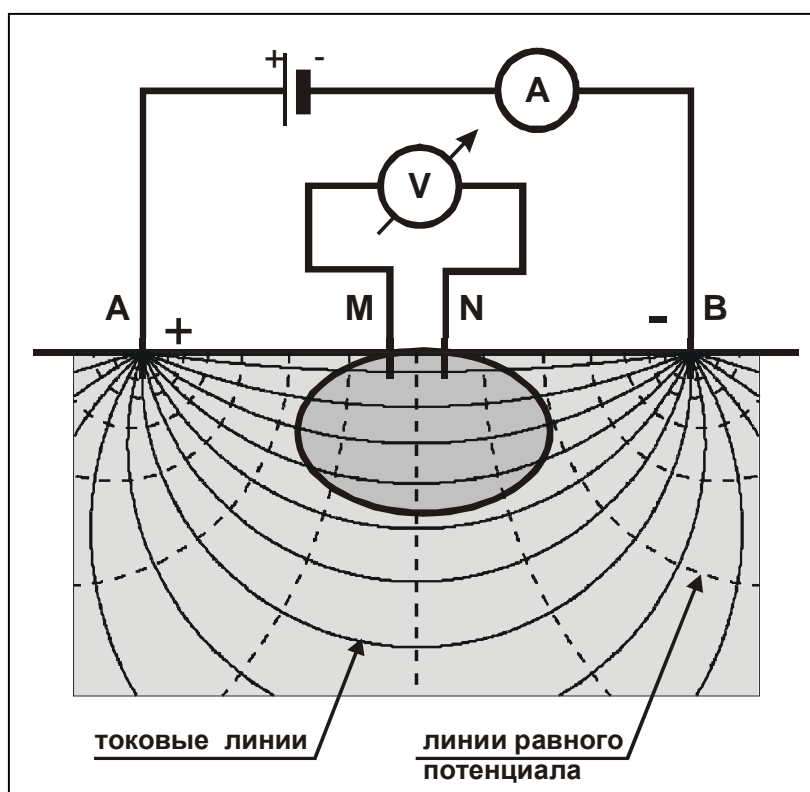 + -
A
V
A + M N - B
токовые линии
линии равного
потенциала